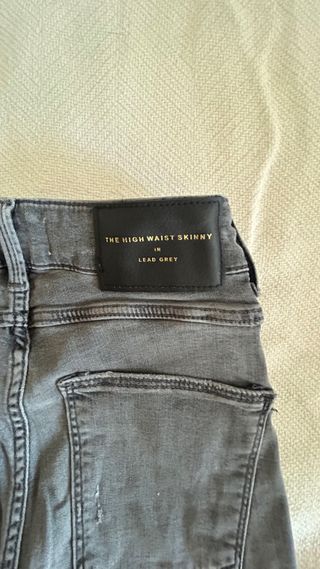 THE HIGH WAIST SKINNY
IN
LEAD GREY